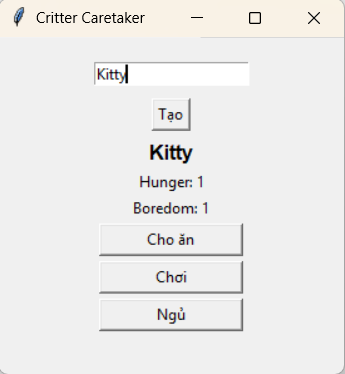 Critter Caretaker
Kitty
Tạo
Kitty
Hunger: 1
Boredom: 1
Cho ăn
Chơi
Ngủ